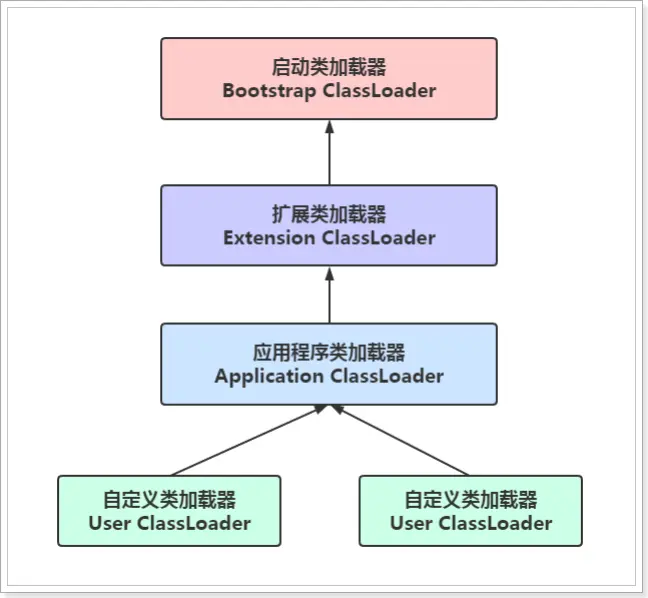 启动类加载器
Bootstrap ClassLoader
扩展类加载器
Extension ClassLoader
应用程序类加载器
Application ClassLoader
自定义类加载器
User ClassLoader
自定义类加载器
User ClassLoader